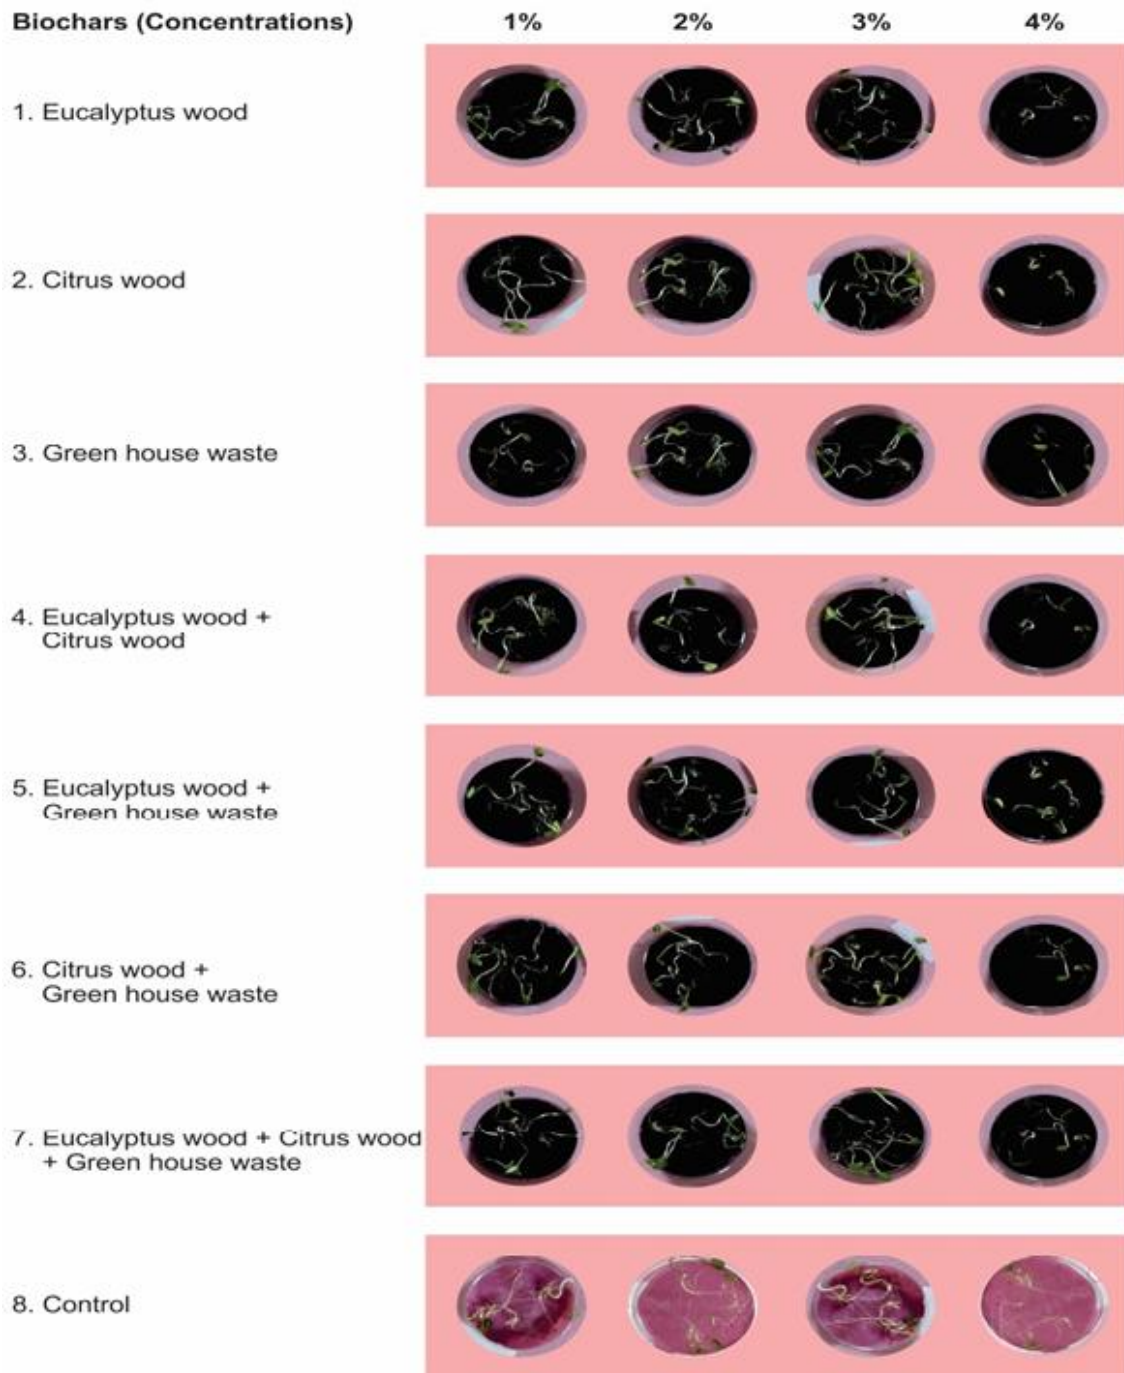 Biochars (Concentrations) 1% 2% 3% 4%
1. Eucalyptus wood
2. Citrus wood
3. Green house waste
4. Eucalyptus wood +
Citrus wood
5. Eucalyptus wood +
Green house waste
6. Citrus wood +
Green house waste
7. Eucalyptus wood + Citrus wood
+ Green house waste
8. Control